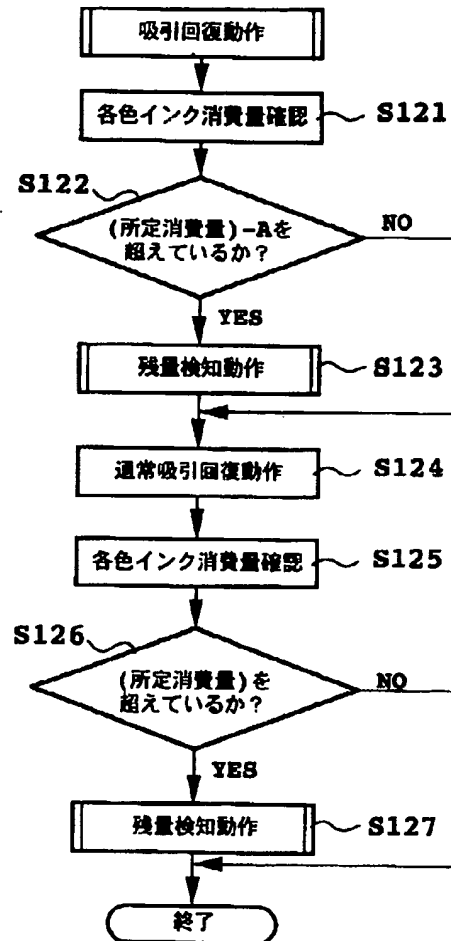 吸引回復動作
各色インク消費量確認
S121
S122
(所定消費量)-Aを
超えているか?
NO
YES
残量検知動作
S123
通常吸引回復動作
S124
各色インク消費量確認
S125
S126
(所定消費量)を
超えているか?
NO
YES
残量検知動作
S127
終了